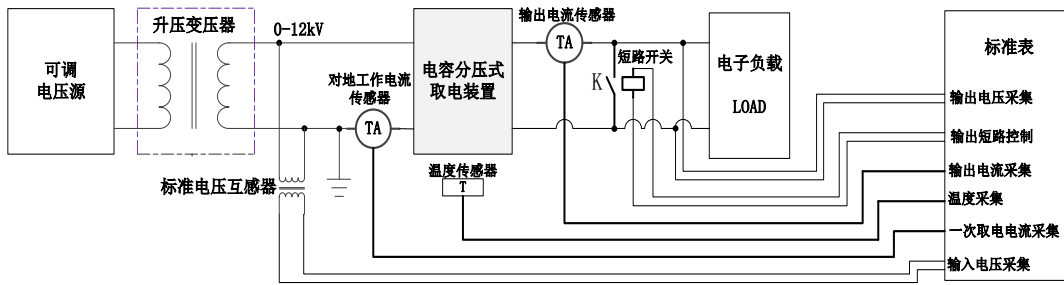 可调
电压源
升压变压器
0-12kV
标准电压互感器
对地工作电流
传感器
TA
电容分压式
取电装置
温度传感器
T
输出电流传感器
TA
K
短路开关
电子负载
LOAD
标准表
输出电压采集
输出短路控制
输出电流采集
温度采集
一次取电电流采集
输入电压采集